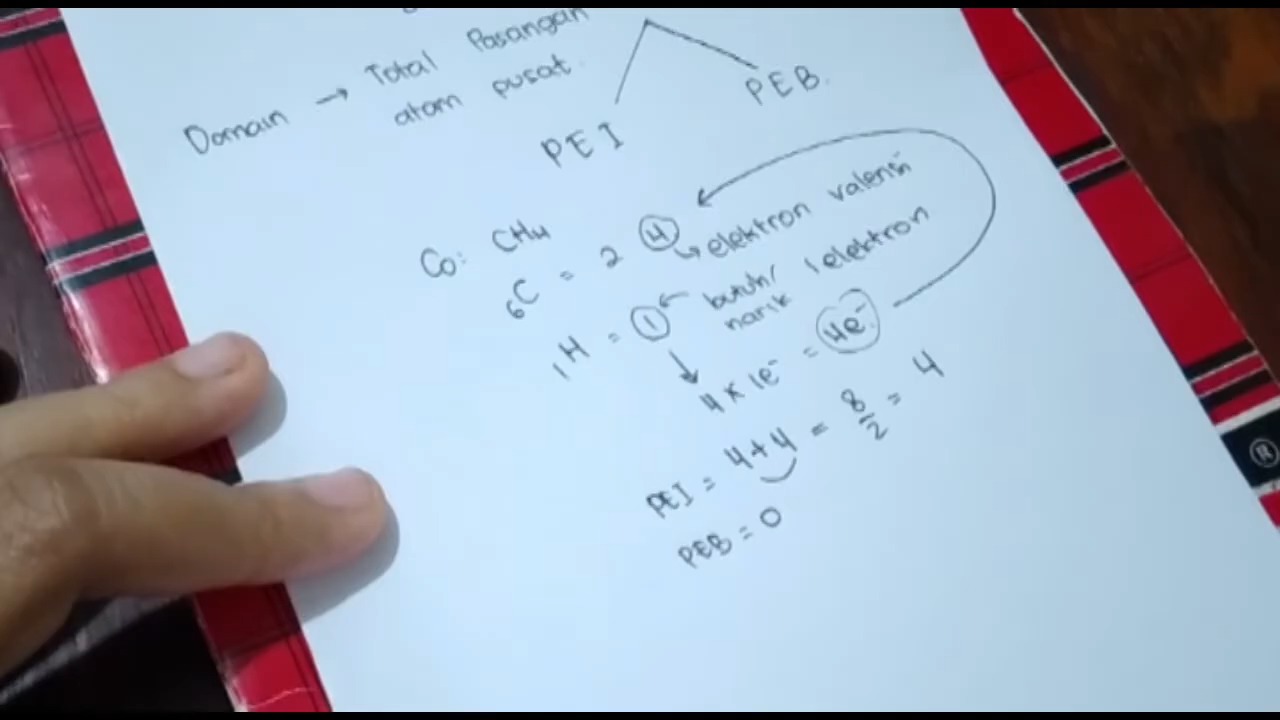 Domain → Total Pasangan
atom pusat.
PEI
PEB.
Co: CH4
6C = 2 4
↳ elektron valensi
1H = 1 ← butuh/ 1 elektron
narik
4 x 1e⁻ = 4e⁻.
PEI = 4+4 = 8/2 = 4
PEB = 0
®